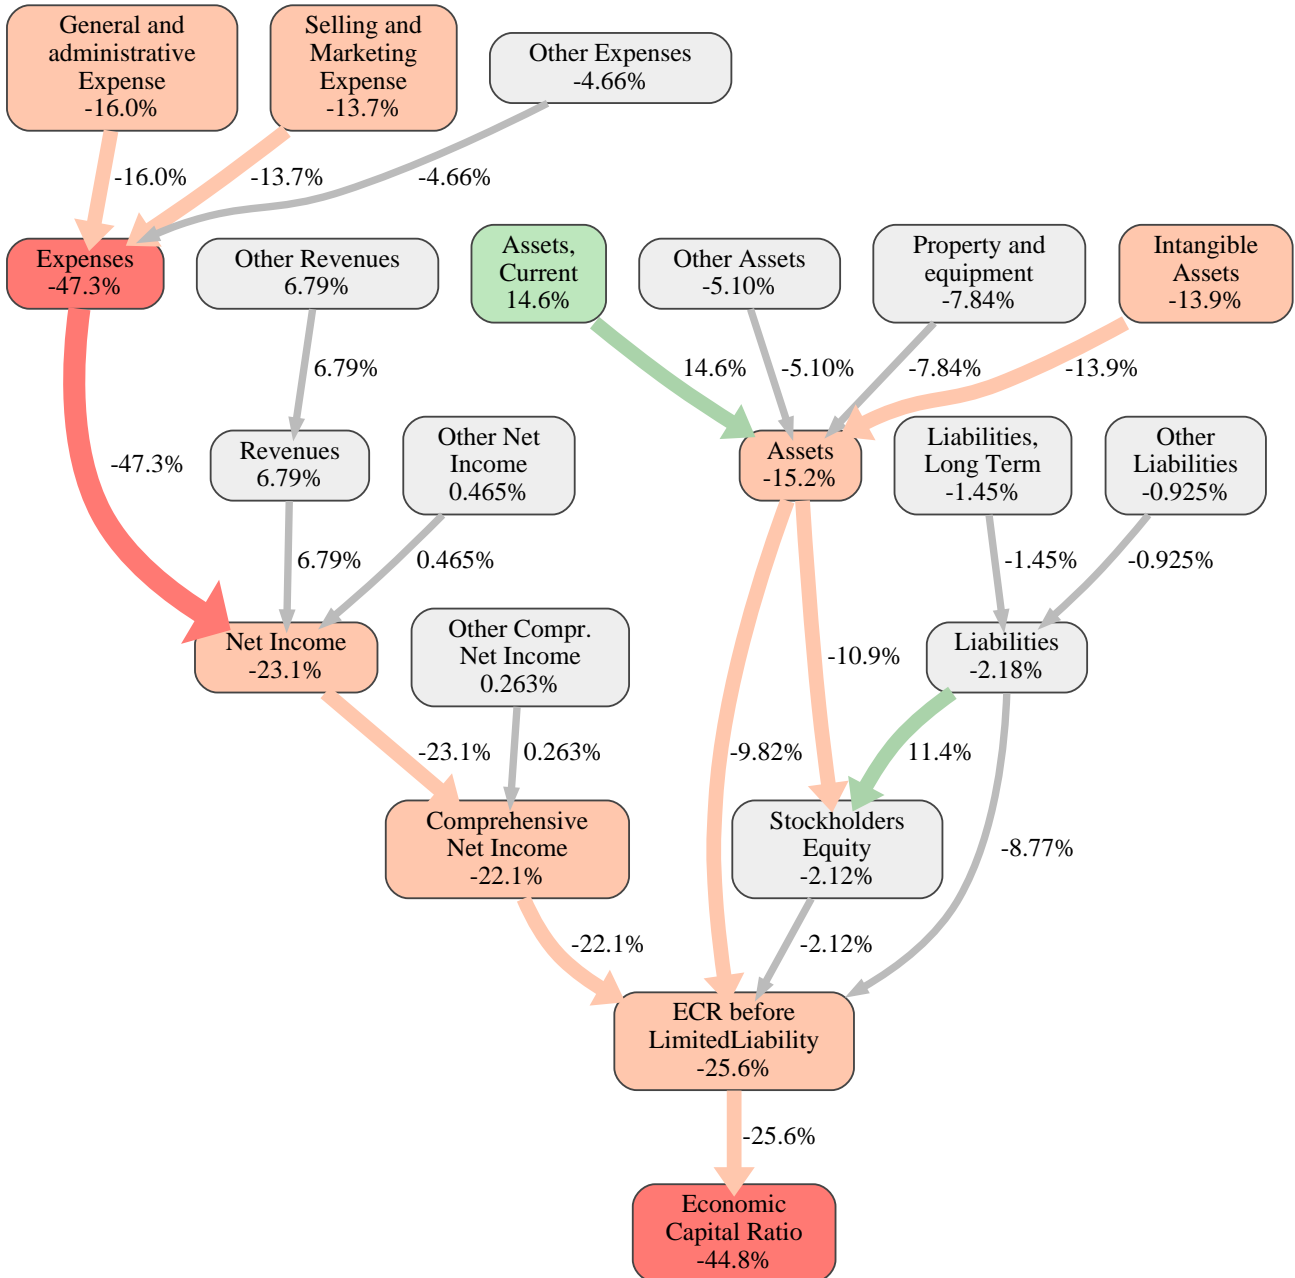 General and
administrative
Expense
-16.0%
Selling and
Marketing
Expense
-13.7%
Other Expenses
-4.66%
-16.0%
-13.7%
-4.66%
Expenses
-47.3%
Other Revenues
6.79%
Assets,
Current
14.6%
Other Assets
-5.10%
Property and
equipment
-7.84%
Intangible
Assets
-13.9%
6.79%
14.6%
-5.10%
-7.84%
-13.9%
-47.3%
Revenues
6.79%
Other Net
Income
0.465%
Assets
-15.2%
Liabilities,
Long Term
-1.45%
Other
Liabilities
-0.925%
6.79%
0.465%
-1.45%
-0.925%
Net Income
-23.1%
Other Compr.
Net Income
0.263%
-10.9%
Liabilities
-2.18%
-23.1%
0.263%
-9.82%
11.4%
Comprehensive
Net Income
-22.1%
Stockholders
Equity
-2.12%
-8.77%
-22.1%
-2.12%
ECR before
LimitedLiability
-25.6%
-25.6%
Economic
Capital Ratio
-44.8%